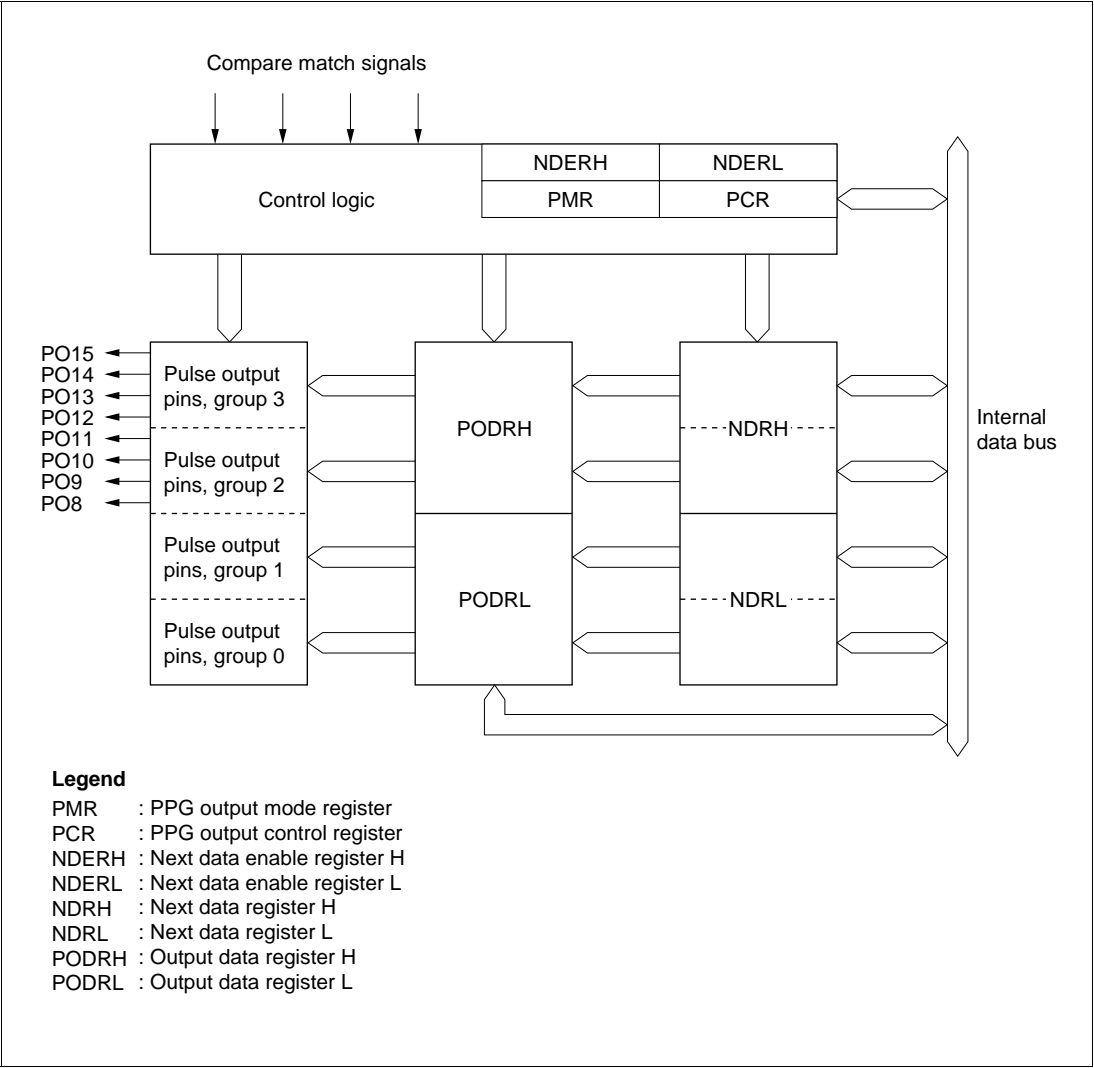 Compare match signals
NDERH NDERL
Control logic PMR PCR
PO15
PO14
PO13
PO12
PO11
PO10
PO9
PO8
Pulse output
pins, group 3
Pulse output
pins, group 2
Pulse output
pins, group 1
Pulse output
pins, group 0
PODRH
PODRL
NDRH
NDRL
Internal
data bus
Legend
PMR : PPG output mode register
PCR : PPG output control register
NDERH : Next data enable register H
NDERL : Next data enable register L
NDRH : Next data register H
NDRL : Next data register L
PODRH : Output data register H
PODRL : Output data register L